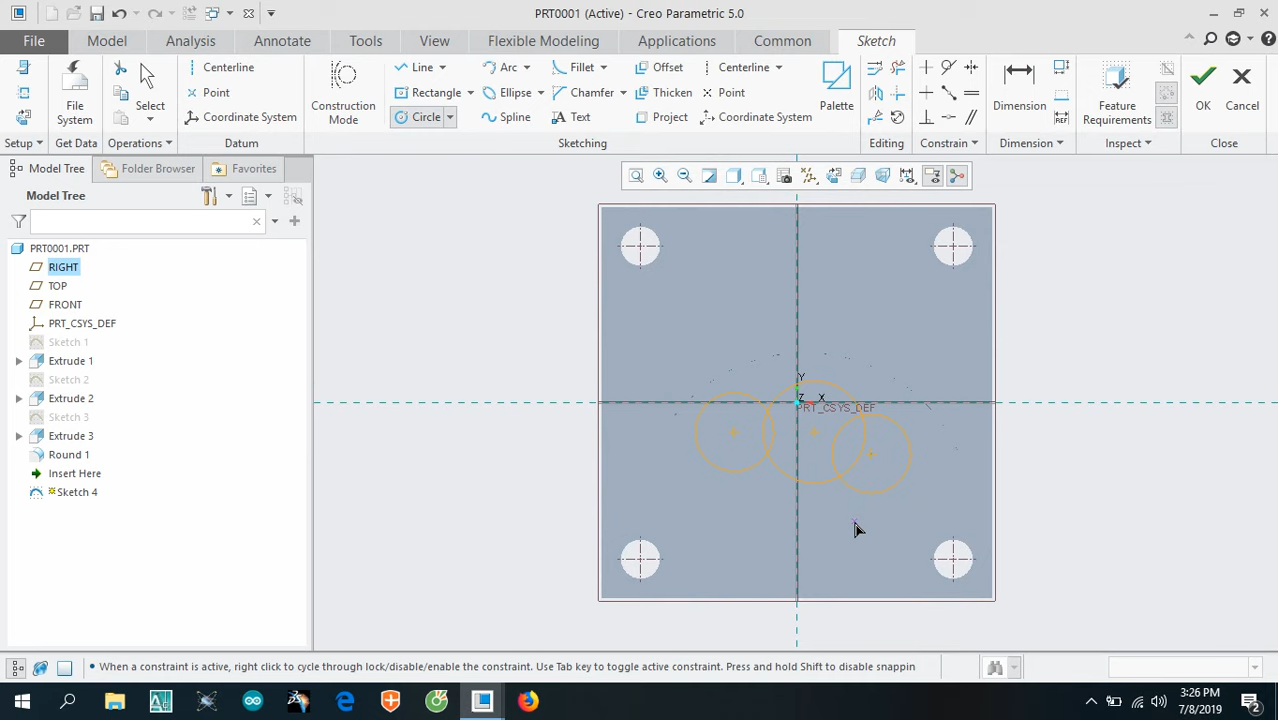 PRT0001 (Active) - Creo Parametric 5.0
File Model Analysis Annotate Tools View Flexible Modeling Applications Common Sketch
Centerline Line Arc Fillet Offset Centerline
Point Rectangle Ellipse Chamfer Thicken Point
File System Select Coordinate System Construction Mode Circle Spline Text Project Coordinate System Palette Dimension REF Feature Requirements OK Cancel
Setup Get Data Operations Datum Sketching Editing Constrain Dimension Inspect Close
Model Tree Folder Browser Favorites
Model Tree
PRT0001.PRT
RIGHT
TOP
FRONT
PRT_CSYS_DEF
Sketch 1
Extrude 1
Sketch 2
Extrude 2
Sketch 3
Extrude 3
Round 1
Insert Here
Sketch 4
Y
Z X
PRT_CSYS_DEF
When a constraint is active, right click to cycle through lock/disable/enable the constraint. Use Tab key to toggle active constraint. Press and hold Shift to disable snappin
3:26 PM
7/8/2019
2